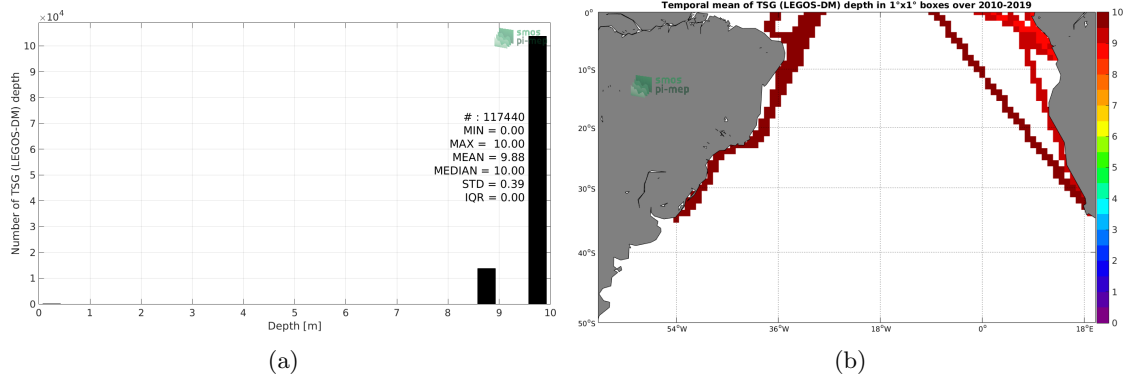 ×10⁴
10
9
8
7
6
5
4
3
2
1
0
Number of TSG (LEGOS-DM) depth
smos
pi-mep
# : 117440
MIN = 0.00
MAX = 10.00
MEAN = 9.88
MEDIAN = 10.00
STD = 0.39
IQR = 0.00
0 1 2 3 4 5 6 7 8 9 10
Depth [m]
(a)
Temporal mean of TSG (LEGOS-DM) depth in 1°x1° boxes over 2010-2019
0°
10°S
20°S
30°S
40°S
50°S
smos
pi-mep
54°W 36°W 18°W 0° 18°E
10
9
8
7
6
5
4
3
2
1
0
(b)